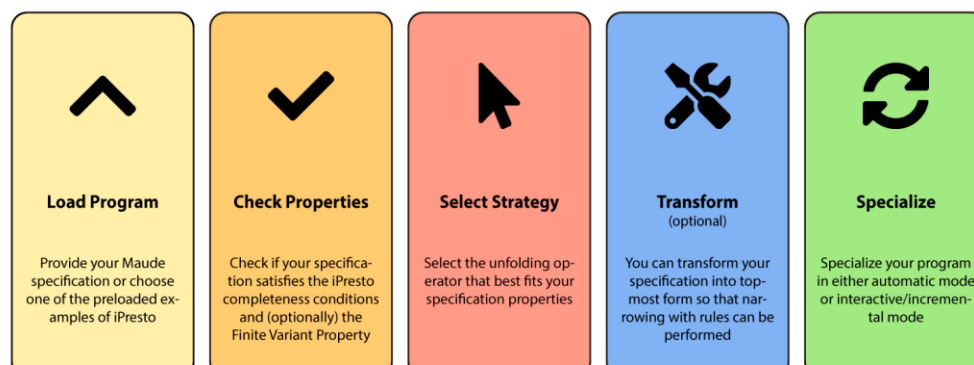 Load Program
Provide your Maude
specification or choose
one of the preloaded ex-
amples of iPresto
Check Properties
Check if your specifica-
tion satisfies the iPresto
completeness conditions
and (optionally) the
Finite Variant Property
Select Strategy
Select the unfolding op-
erator that best fits your
specification properties
Transform
(optional)
You can transform your
specification into top-
most form so that nar-
rowing with rules can be
performed
Specialize
Specialize your program
in either automatic mode
or interactive/incremen-
tal mode